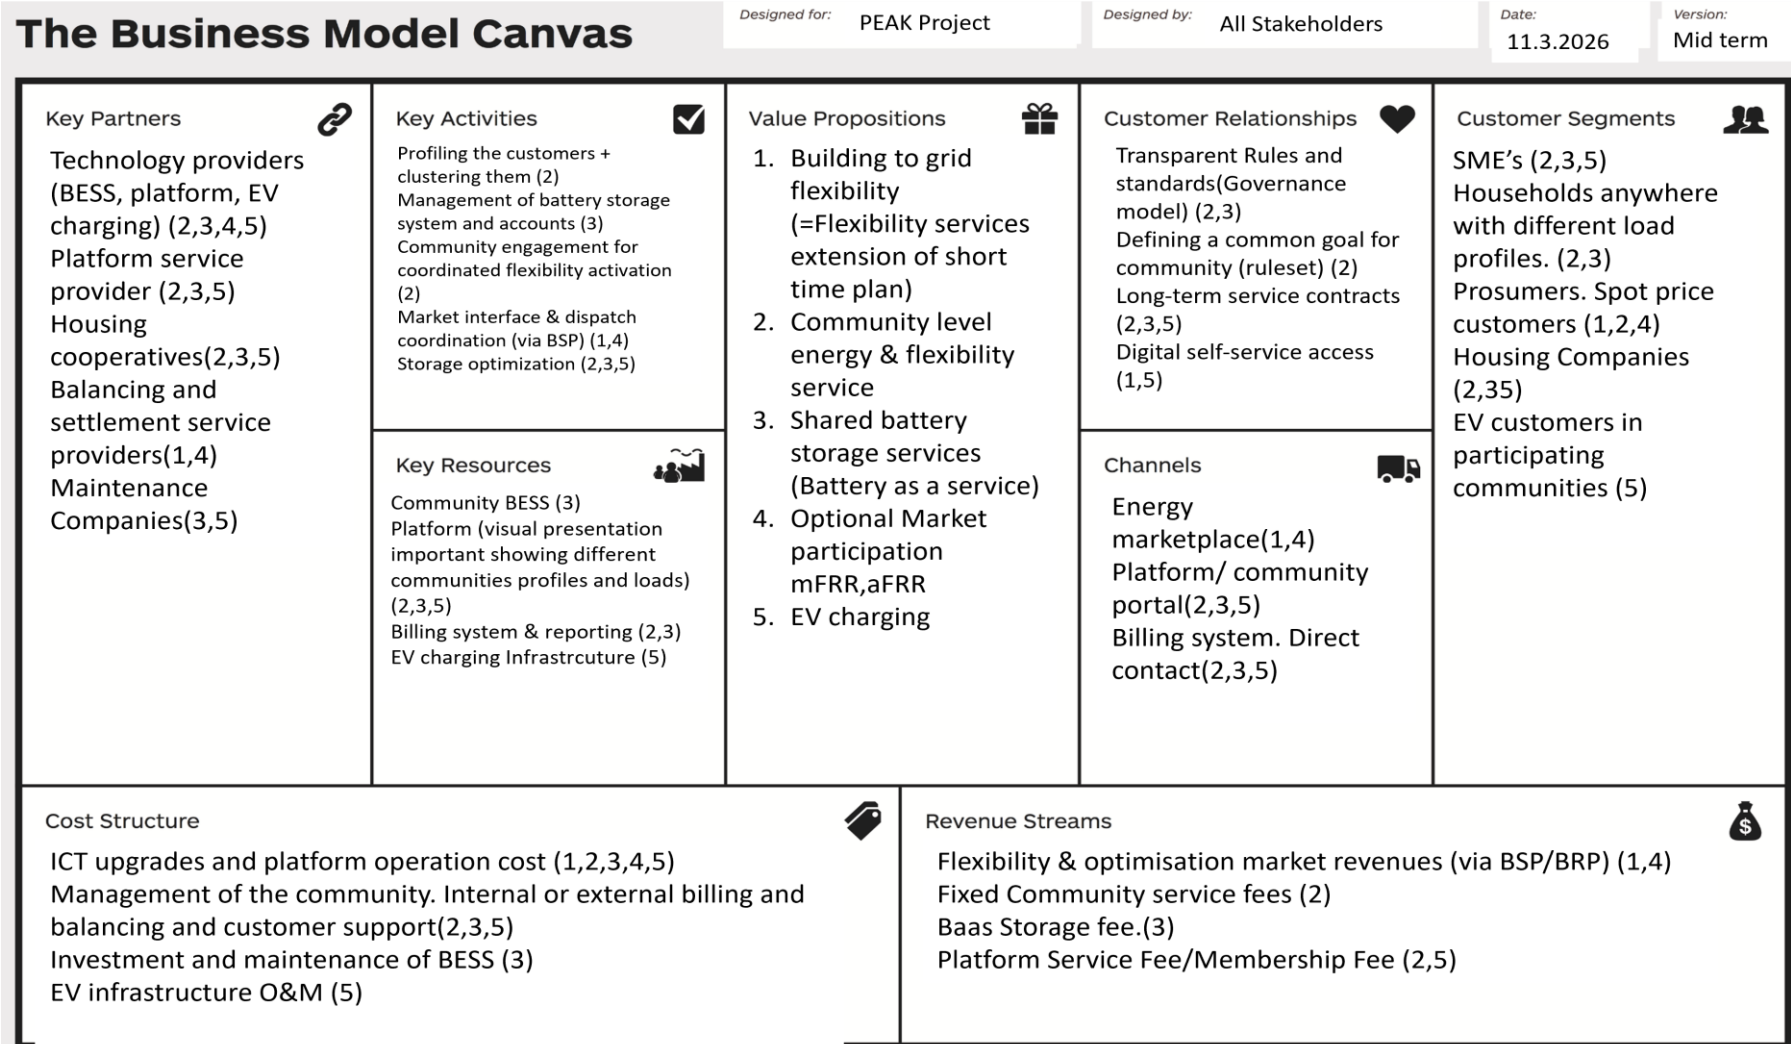 The Business Model Canvas
Designed for:
PEAK Project
Designed by:
All Stakeholders
Date:
11.3.2026
Version:
Mid term
Key Partners
Technology providers
(BESS, platform, EV
charging) (2,3,4,5)
Platform service
provider (2,3,5)
Housing
cooperatives(2,3,5)
Balancing and
settlement service
providers(1,4)
Maintenance
Companies(3,5)
Key Activities
Profiling the customers +
clustering them (2)
Management of battery storage
system and accounts (3)
Community engagement for
coordinated flexibility activation
(2)
Market interface & dispatch
coordination (via BSP) (1,4)
Storage optimization (2,3,5)
Key Resources
Community BESS (3)
Platform (visual presentation
important showing different
communities profiles and loads)
(2,3,5)
Billing system & reporting (2,3)
EV charging Infrastrcuture (5)
Value Propositions
1. Building to grid
flexibility
(=Flexibility services
extension of short
time plan)
2. Community level
energy & flexibility
service
3. Shared battery
storage services
(Battery as a service)
4. Optional Market
participation
mFRR,aFRR
5. EV charging
Customer Relationships
Transparent Rules and
standards(Governance
model) (2,3)
Defining a common goal for
community (ruleset) (2)
Long-term service contracts
(2,3,5)
Digital self-service access
(1,5)
Channels
Energy
marketplace(1,4)
Platform/ community
portal(2,3,5)
Billing system. Direct
contact(2,3,5)
Customer Segments
SME’s (2,3,5)
Households anywhere
with different load
profiles. (2,3)
Prosumers. Spot price
customers (1,2,4)
Housing Companies
(2,35)
EV customers in
participating
communities (5)
Cost Structure
ICT upgrades and platform operation cost (1,2,3,4,5)
Management of the community. Internal or external billing and
balancing and customer support(2,3,5)
Investment and maintenance of BESS (3)
EV infrastructure O&M (5)
Revenue Streams
$
Flexibility & optimisation market revenues (via BSP/BRP) (1,4)
Fixed Community service fees (2)
Baas Storage fee.(3)
Platform Service Fee/Membership Fee (2,5)